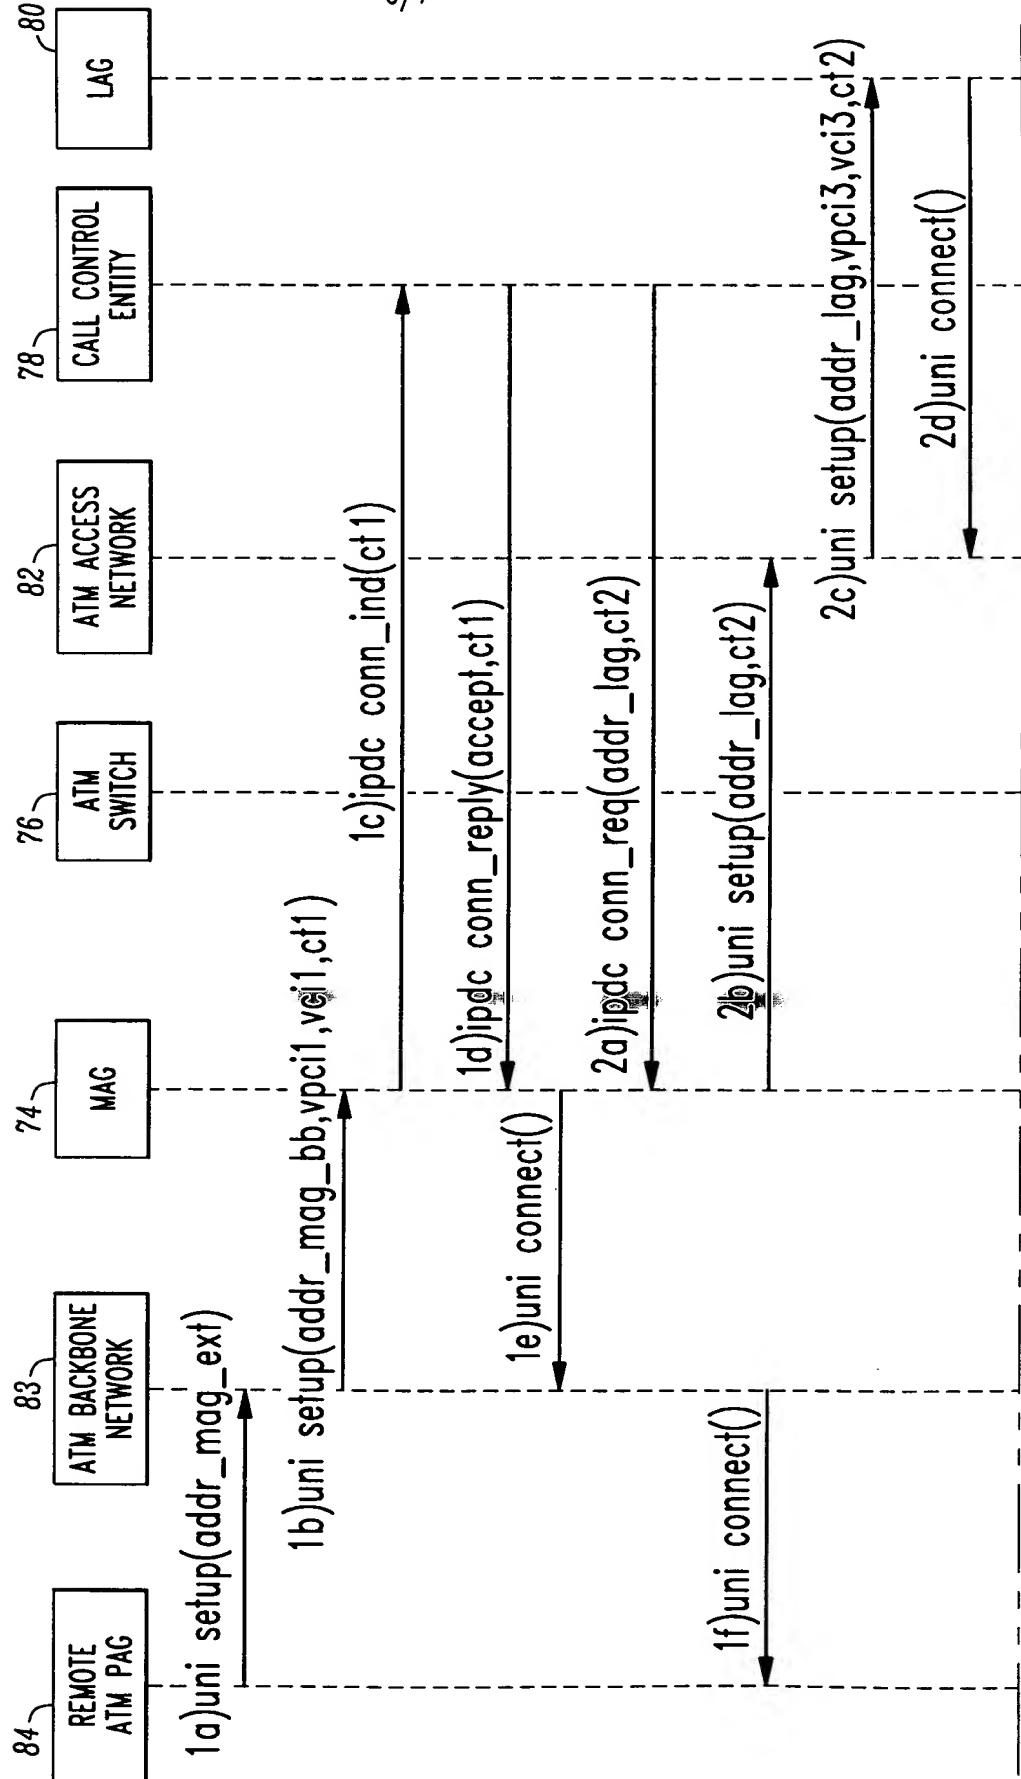 84
REMOTE
ATM PAG
83
ATM BACKBONE
NETWORK
74
MAG
76
ATM
SWITCH
82
ATM ACCESS
NETWORK
78
CALL CONTROL
ENTITY
80
LAG
1a)uni setup(addr_mag_ext)
1b)uni setup(addr_mag_bb,vpci1,vci1,ct1)
1c)ipdc conn_ind(ct1)
1d)ipdc conn_reply(accept,ct1)
1e)uni connect()
2a)ipdc conn_req(addr_lag,ct2)
1f)uni connect()
2b)uni setup(addr_lag,ct2)
2c)uni setup(addr_lag,vpci3,vci3,ct2)
2d)uni connect()